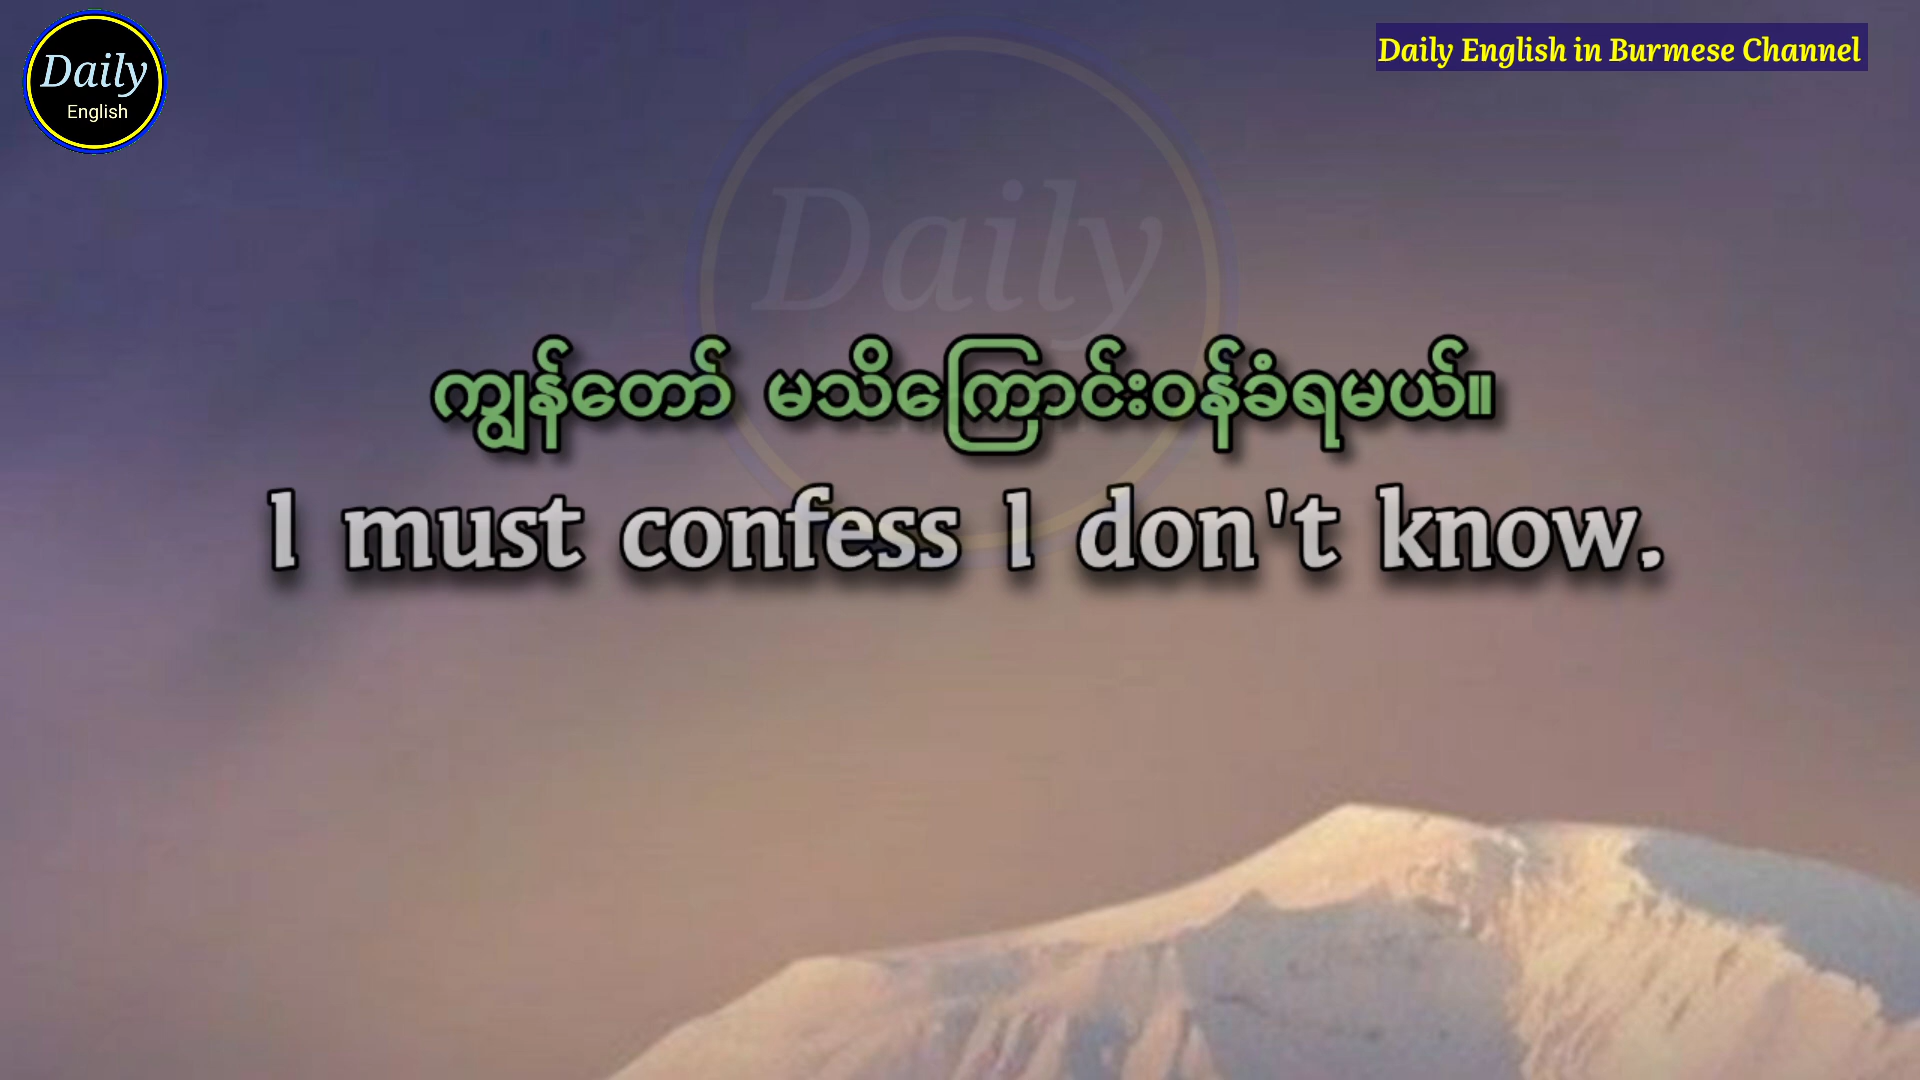 Daily
English
Daily English in Burmese Channel
Daily
ကျွန်တော် မသိကြောင်းဝန်ခံရမယ်။
I must confess I don't know.